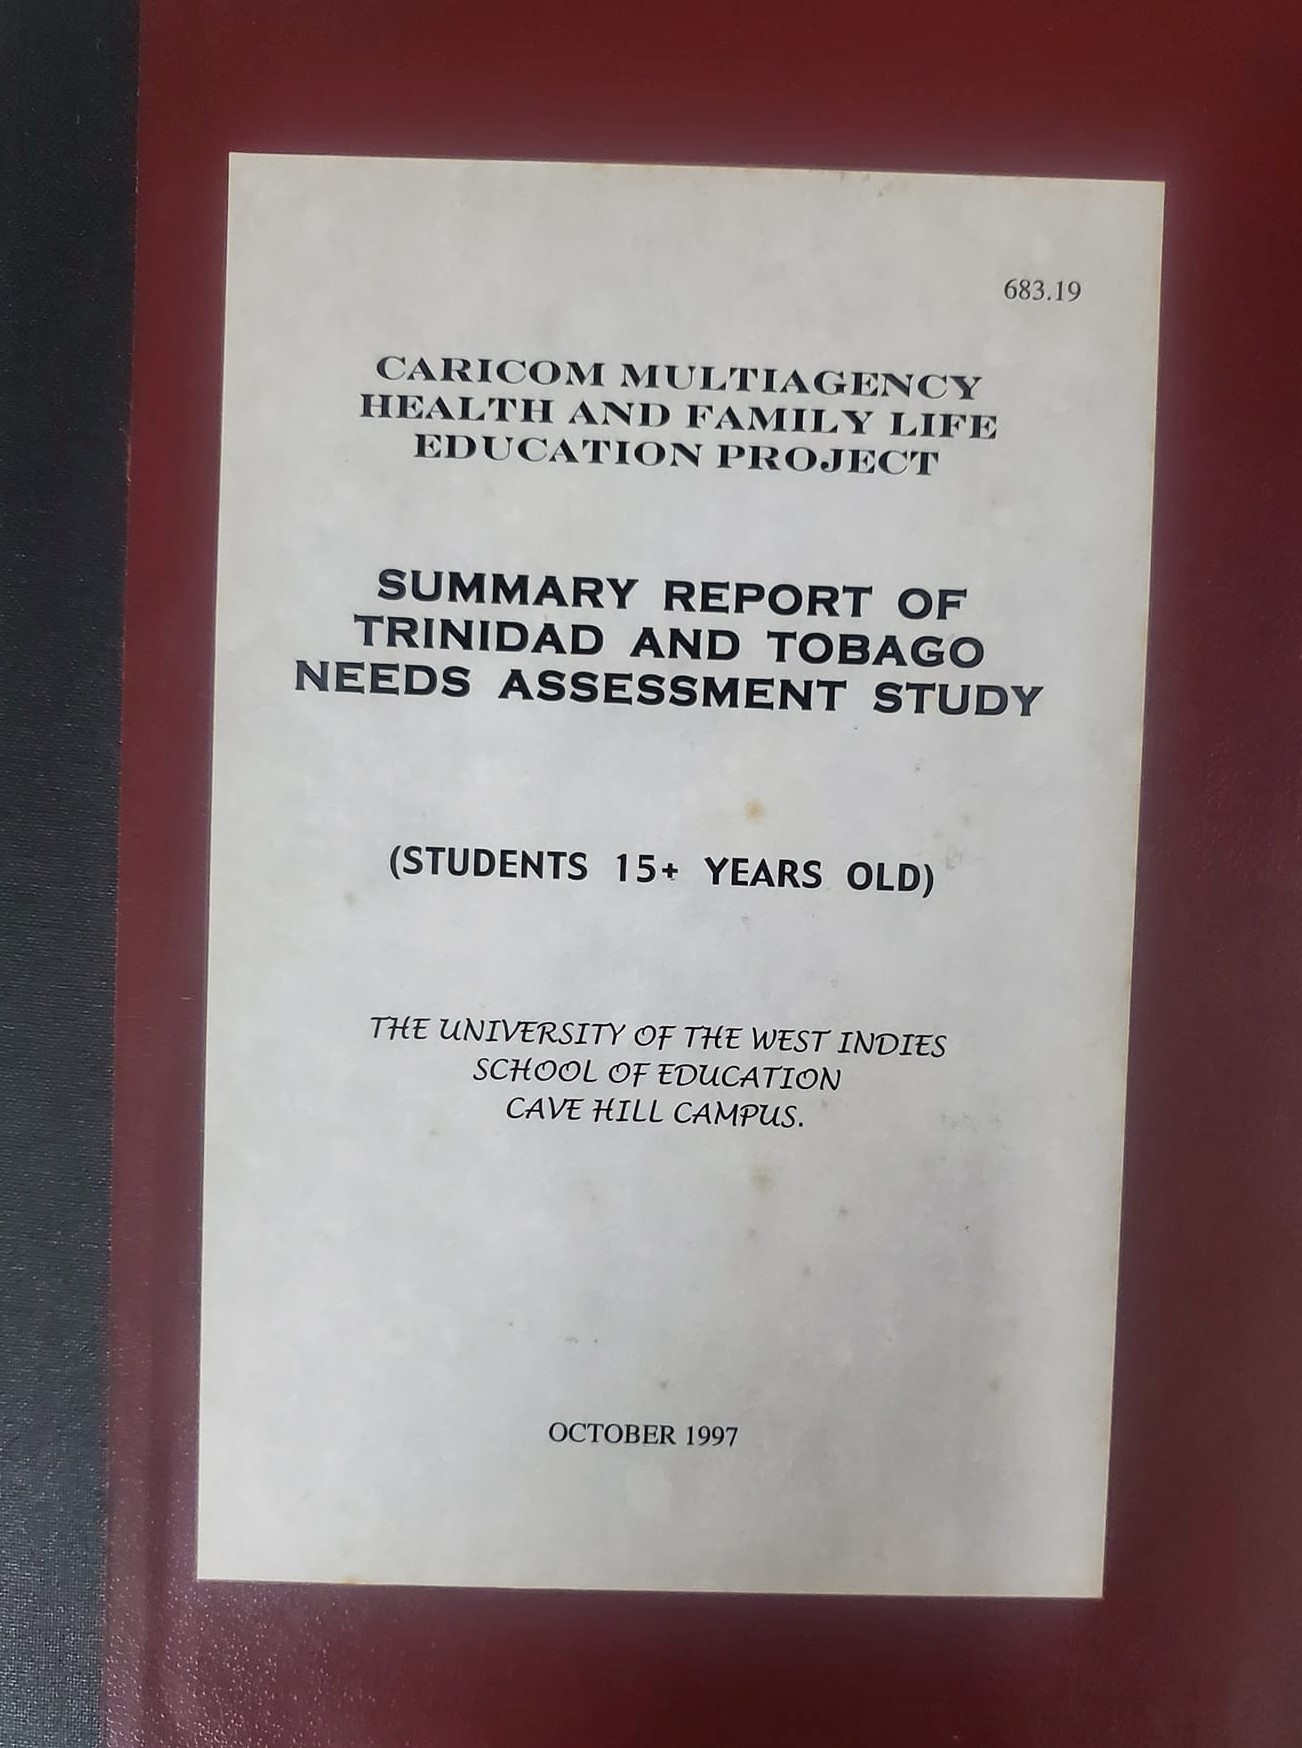 683.19
CARICOM MULTIAGENCY
HEALTH AND FAMILY LIFE
EDUCATION PROJECT
SUMMARY REPORT OF
TRINIDAD AND TOBAGO
NEEDS ASSESSMENT STUDY
(STUDENTS 15+ YEARS OLD)
THE UNIVERSITY OF THE WEST INDIES
SCHOOL OF EDUCATION
CAVE HILL CAMPUS.
OCTOBER 1997